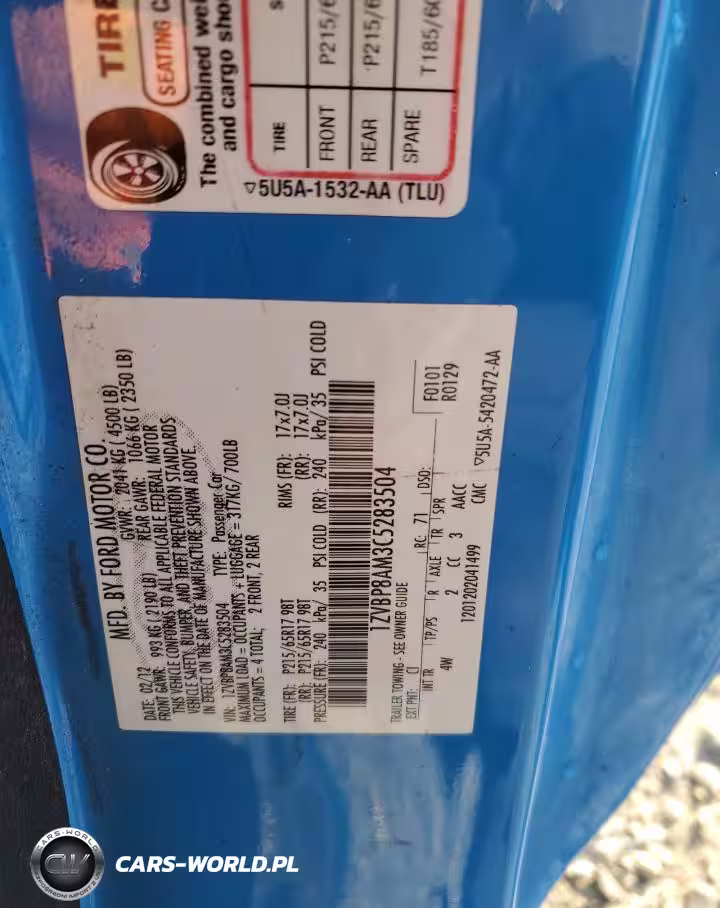 TIRE
SEATING C
The combined wei
and cargo sho
TIRE S
FRONT P215/6
REAR P215/6
SPARE T185/60
▽5U5A-1532-AA (TLU)
MFD. BY FORD MOTOR CO.
DATE: 02/12 GVWR: 2041 KG ( 4500 LB)
FRONT GAWR: 993 KG ( 2190 LB) REAR GAWR: 1066 KG ( 2350 LB)
THIS VEHICLE CONFORMS TO ALL APPLICABLE FEDERAL MOTOR
VEHICLE SAFETY, BUMPER, AND THEFT PREVENTION STANDARDS
IN EFFECT ON THE DATE OF MANUFACTURE SHOWN ABOVE.
VIN: 1ZVBP8AM3C5283504 TYPE: Passenger Car
MAXIMUM LOAD = OCCUPANTS + LUGGAGE = 317KG/ 700LB
OCCUPANTS = 4 TOTAL; 2 FRONT, 2 REAR
TIRE (FR): P215/65R17 98T RIMS (FR): 17x7.0J
(RR): P215/65R17 98T (RR): 17x7.0J
PRESSURE (FR): 240 kPa/ 35 PSI COLD (RR): 240 kPa/ 35 PSI COLD
1ZVBP8AM3C5283504
TRAILER TOWING - SEE OWNER GUIDE
F0101
R0129
EXT PNT: CI RC: 71 DSO:
INT TR TP/PS R AXLE TR SPR
4W 2 CC 3 AACC
1201202041499 CMC
▽5U5A-5420472-AA
CARS-WORLD
CW
CARS-WORLD.PL